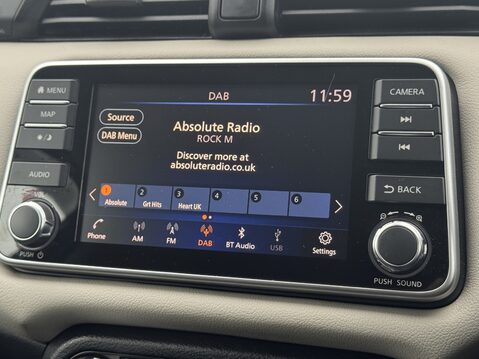 MENU
MAP
AUDIO
PUSH
DAB
11:59
Source
DAB Menu
Absolute Radio
ROCK M
Discover more at
absoluteradio.co.uk
1 Absolute
2 Grt Hits
3 Heart UK
4
5
6
Phone
AM
FM
DAB
BT Audio
USB
Settings
CAMERA
BACK
PUSH SOUND